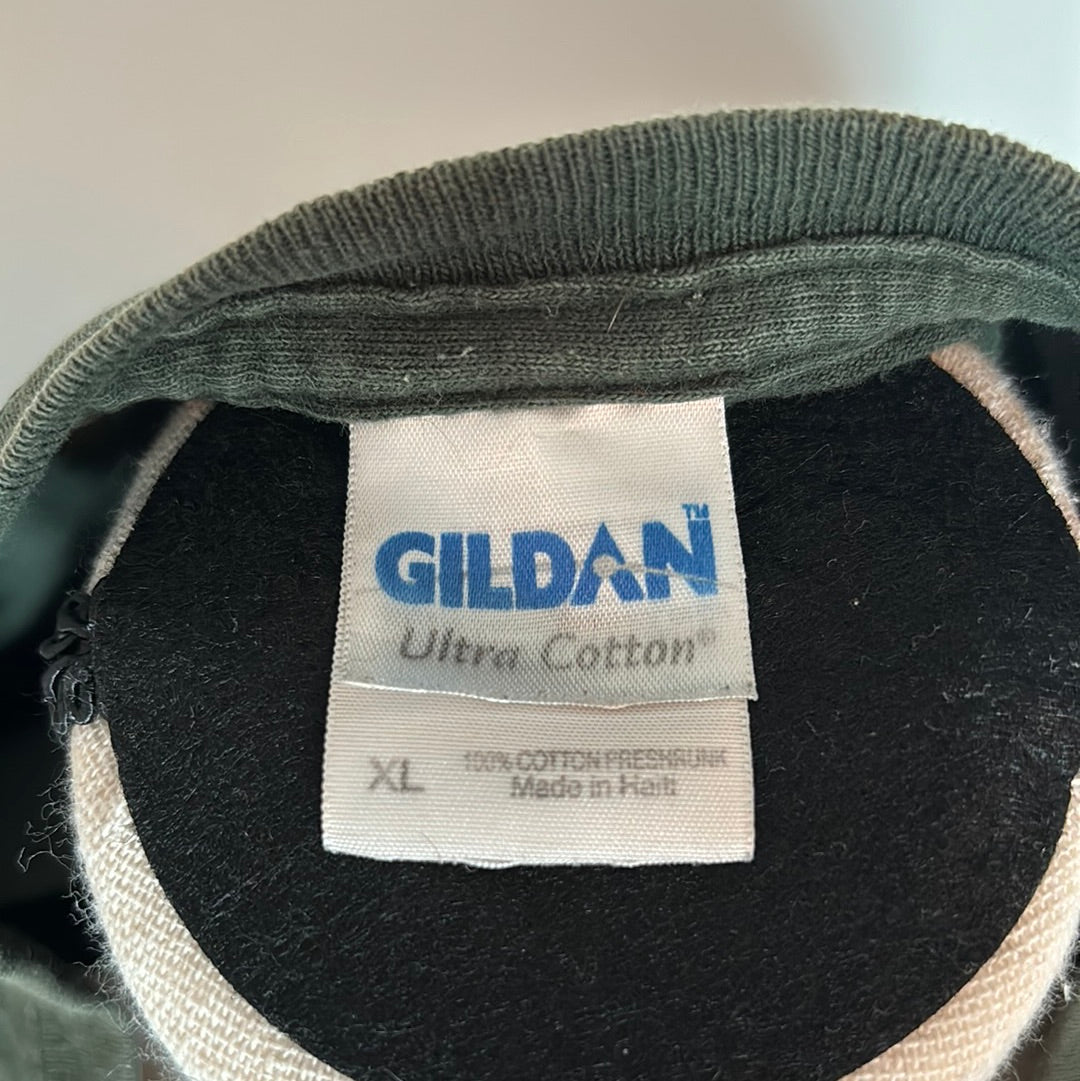 GILDAN™
Ultra Cotton®
XL
100% COTTON PRESHRUNK
Made in Haiti